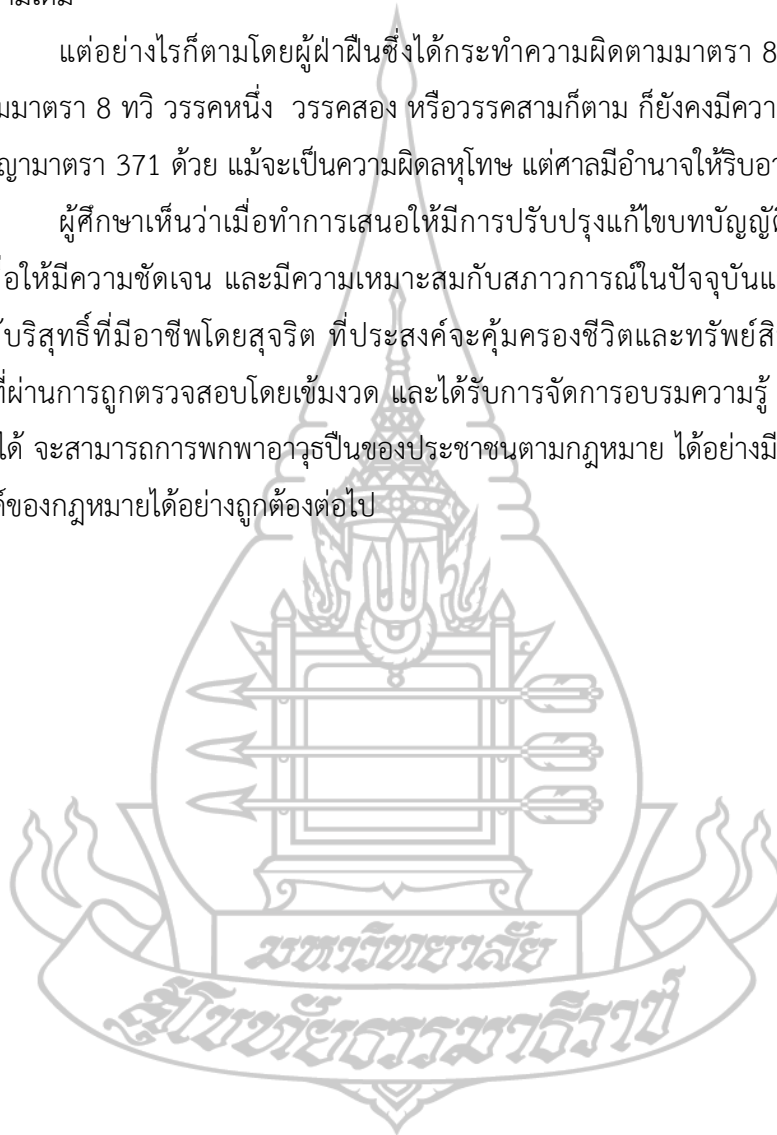 แต่อย่างไรก็ตามโดยผู้ฝ่าฝืนซึ่งได้กระทำความผิดตามมาตรา 8
มมาตรา 8 ทวิ วรรคหนึ่ง วรรคสอง หรือวรรคสามก็ตาม ก็ยังคงมีควา
ญามาตรา 371 ด้วย แม้จะเป็นความผิดลหุโทษ แต่ศาลมีอำนาจให้ริบอา
ผู้ศึกษาเห็นว่าเมื่อทำการเสนอให้มีการปรับปรุงแก้ไขบทบัญญัติ
อให้มีความชัดเจน และมีความเหมาะสมกับสภาวการณ์ในปัจจุบันแ
บริสุทธิ์ที่มีอาชีพโดยสุจริต ที่ประสงค์จะคุ้มครองชีวิตและทรัพย์สิ
ที่ผ่านการถูกตรวจสอบโดยเข้มงวด และได้รับการจัดการอบรมความรู้
ได้ จะสามารถการพกพาอาวุธปืนของประชาชนตามกฎหมาย ได้อย่างมี
ของกฎหมายได้อย่างถูกต้องต่อไป
มหาวิทยาลัย
สุโขทัยธรรมาธิราช